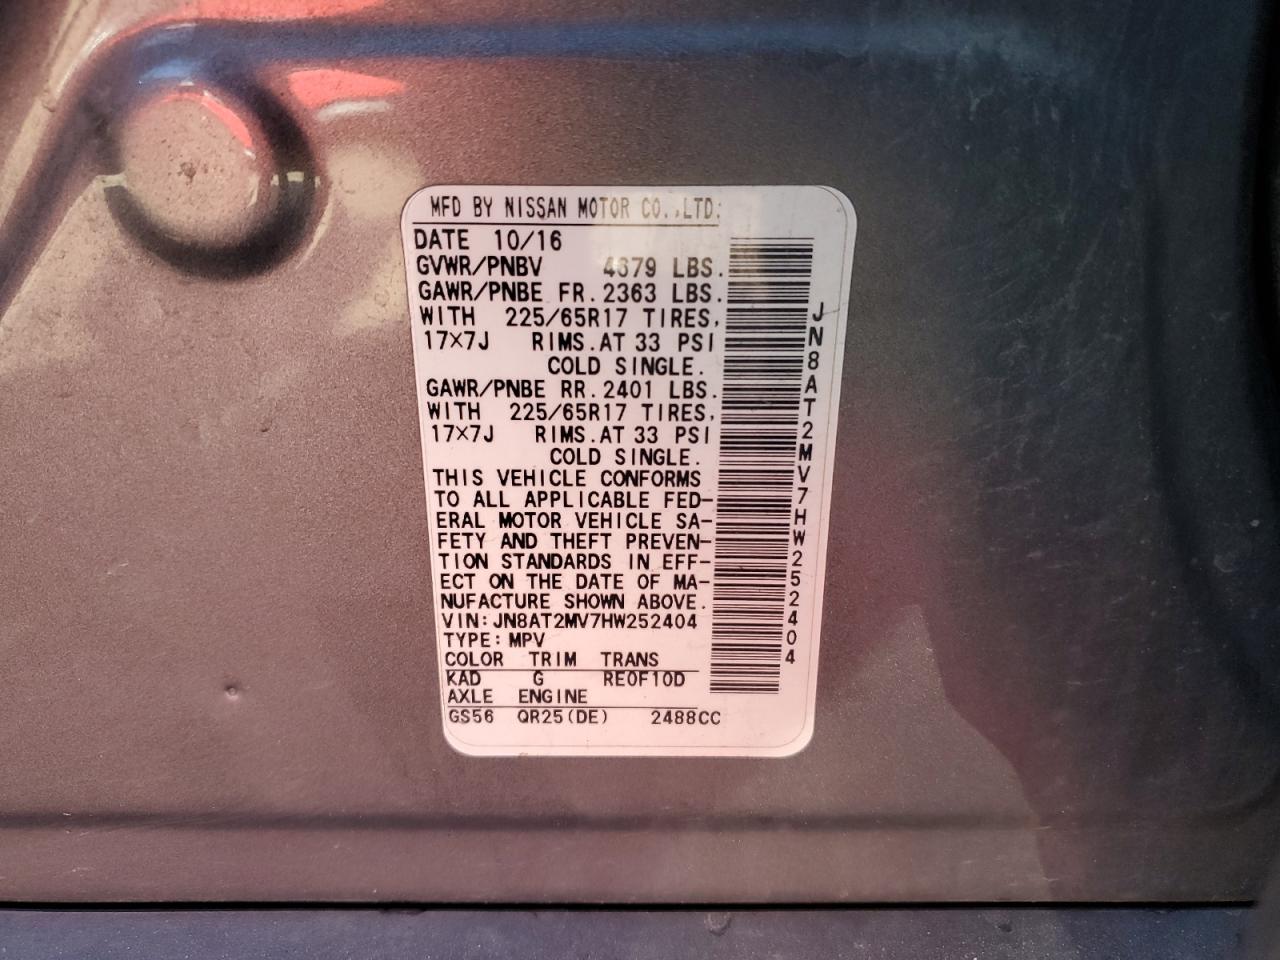 MFD BY NISSAN MOTOR CO.,LTD.
DATE 10/16
GVWR/PNBV 4679 LBS.
GAWR/PNBE FR. 2363 LBS.
WITH 225/65R17 TIRES,
17×7J RIMS.AT 33 PSI
COLD SINGLE.
GAWR/PNBE RR. 2401 LBS.
WITH 225/65R17 TIRES,
17×7J RIMS.AT 33 PSI
COLD SINGLE.
THIS VEHICLE CONFORMS
TO ALL APPLICABLE FED-
ERAL MOTOR VEHICLE SA-
FETY AND THEFT PREVEN-
TION STANDARDS IN EFF-
ECT ON THE DATE OF MA-
NUFACTURE SHOWN ABOVE.
VIN:JN8AT2MV7HW252404
TYPE:MPV
COLOR TRIM TRANS
KAD G RE0F10D
AXLE ENGINE
GS56 QR25(DE) 2488CC
JN8AT2MV7HW252404